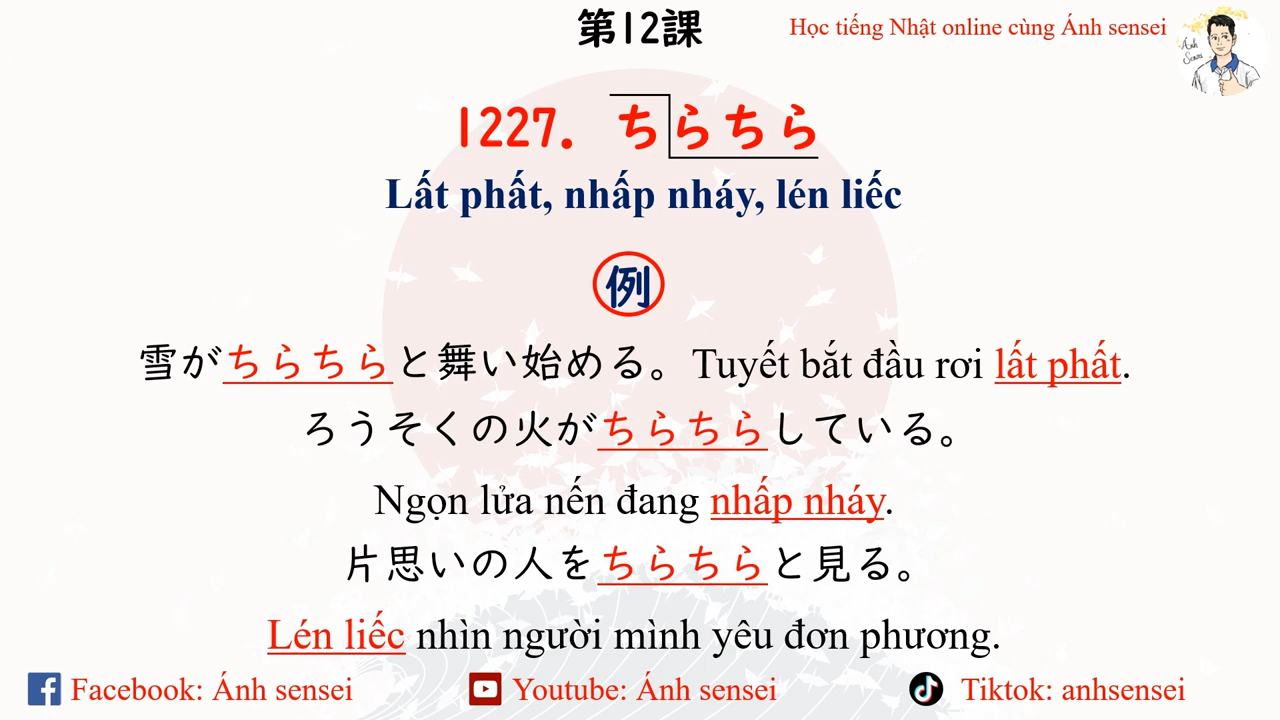 第12課
Học tiếng Nhật online cùng Ánh sensei
Ánh
Sensei
1227. ちらちら
Lất phất, nhấp nháy, lén liếc
例
雪がちらちらと舞い始める。Tuyết bắt đầu rơi lất phất.
ろうそくの火がちらちらしている。
Ngọn lửa nến đang nhấp nháy.
片思いの人をちらちらと見る。
Lén liếc nhìn người mình yêu đơn phương.
Facebook: Ánh sensei
Youtube: Ánh sensei
Tiktok: anhsensei